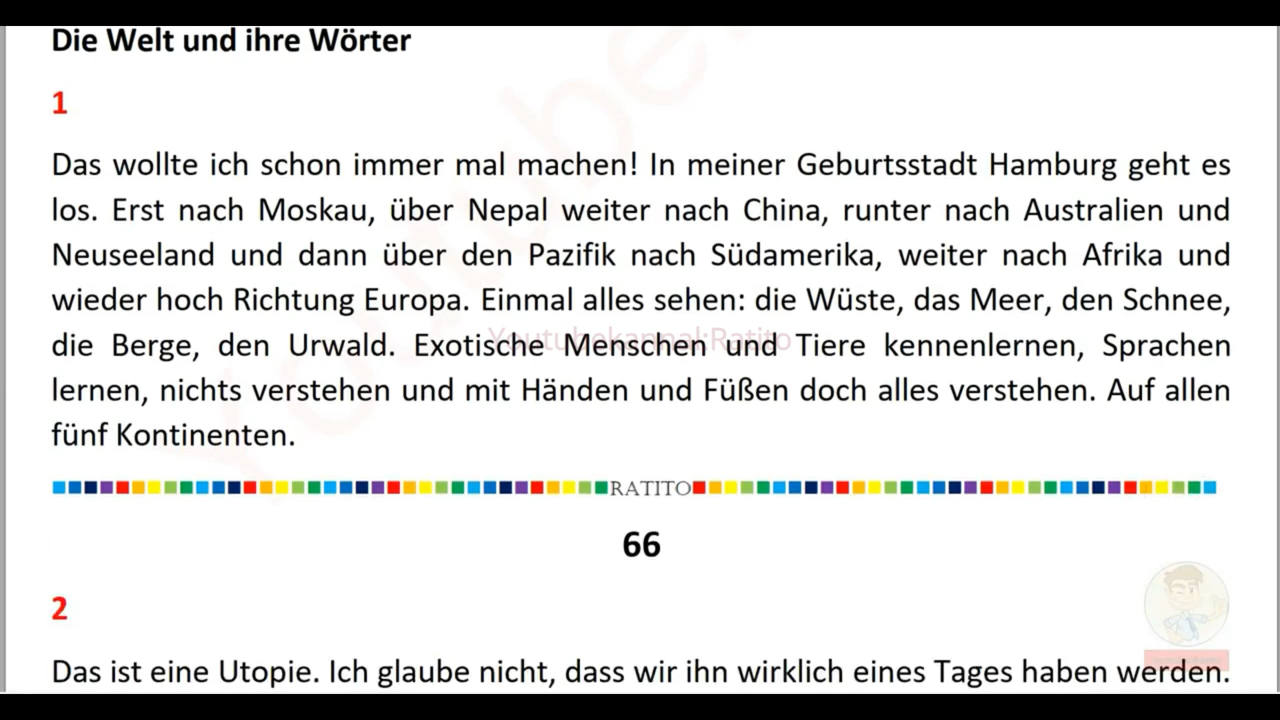 Die Welt und ihre Wörter
1
Das wollte ich schon immer mal machen! In meiner Geburtsstadt Hamburg geht es
los. Erst nach Moskau, über Nepal weiter nach China, runter nach Australien und
Neuseeland und dann über den Pazifik nach Südamerika, weiter nach Afrika und
wieder hoch Richtung Europa. Einmal alles sehen: die Wüste, das Meer, den Schnee,
Youtubekannal:Ratito
die Berge, den Urwald. Exotische Menschen und Tiere kennenlernen, Sprachen
lernen, nichts verstehen und mit Händen und Füßen doch alles verstehen. Auf allen
fünf Kontinenten.
RATITO
66
2
Das ist eine Utopie. Ich glaube nicht, dass wir ihn wirklich eines Tages haben werden.